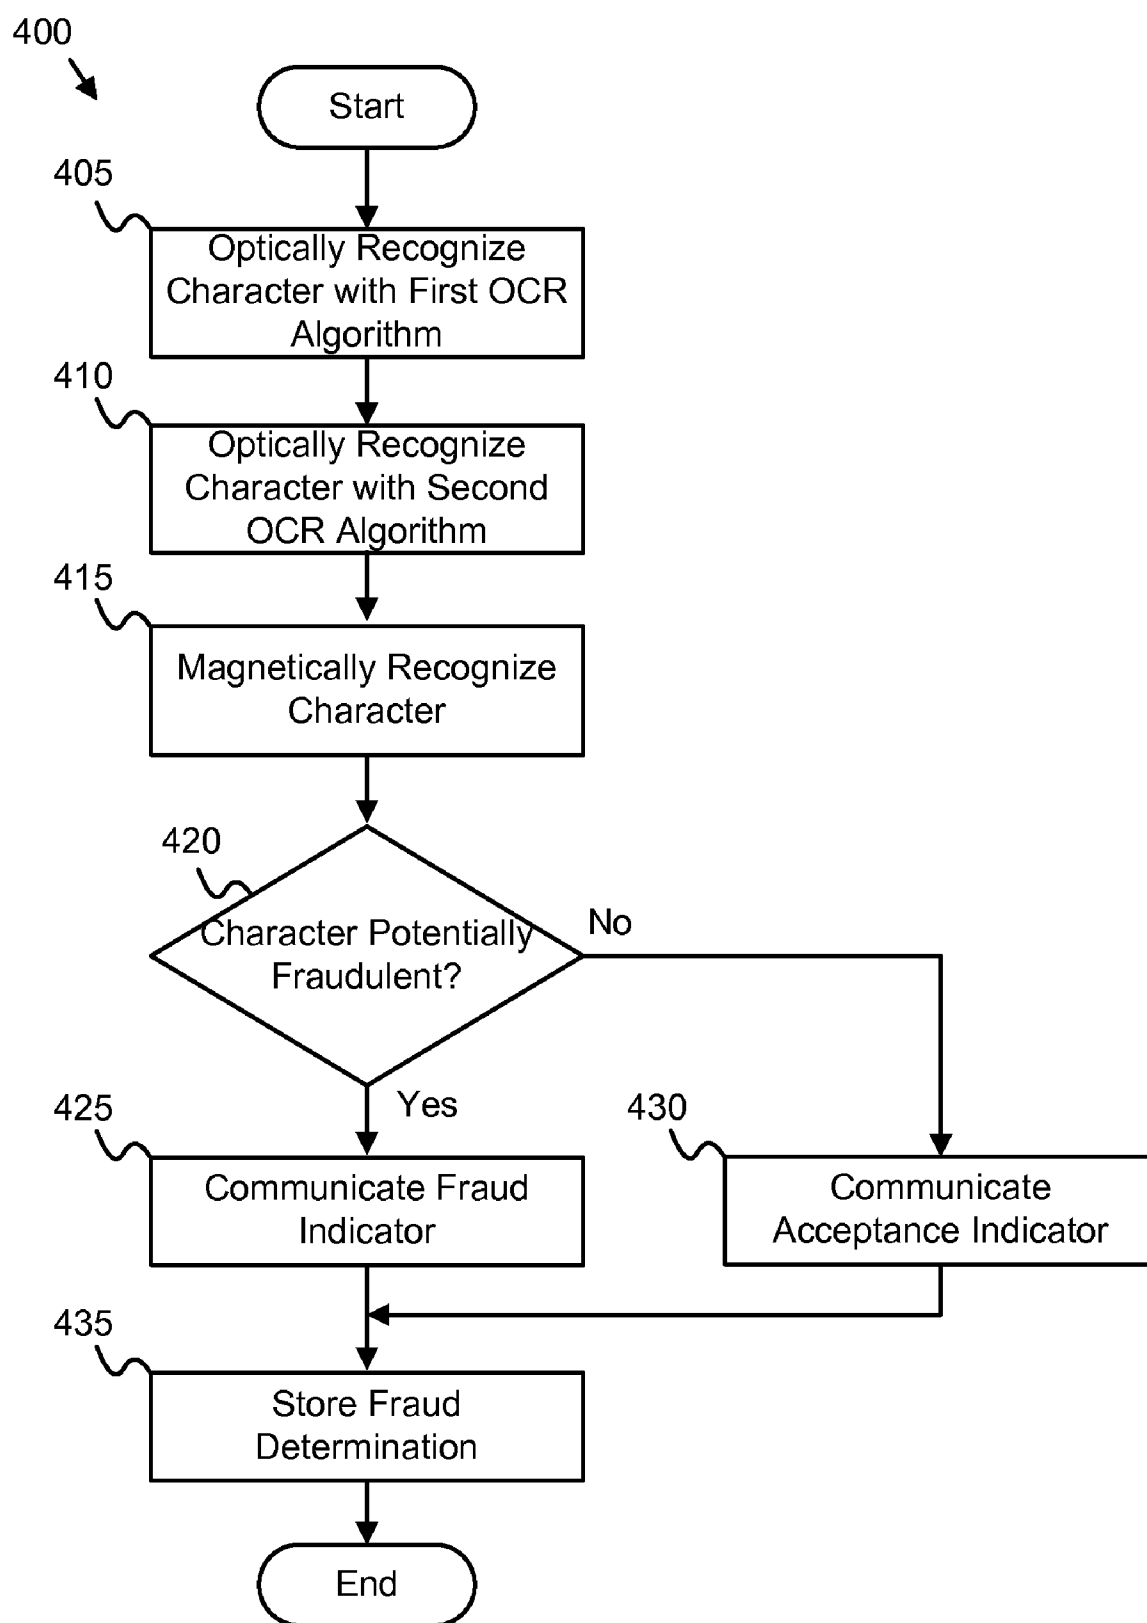 400
Start
405
Optically Recognize
Character with First OCR
Algorithm
410
Optically Recognize
Character with Second
OCR Algorithm
415
Magnetically Recognize
Character
420
Character Potentially
Fraudulent?
No
Yes
425
Communicate Fraud
Indicator
430
Communicate
Acceptance Indicator
435
Store Fraud
Determination
End